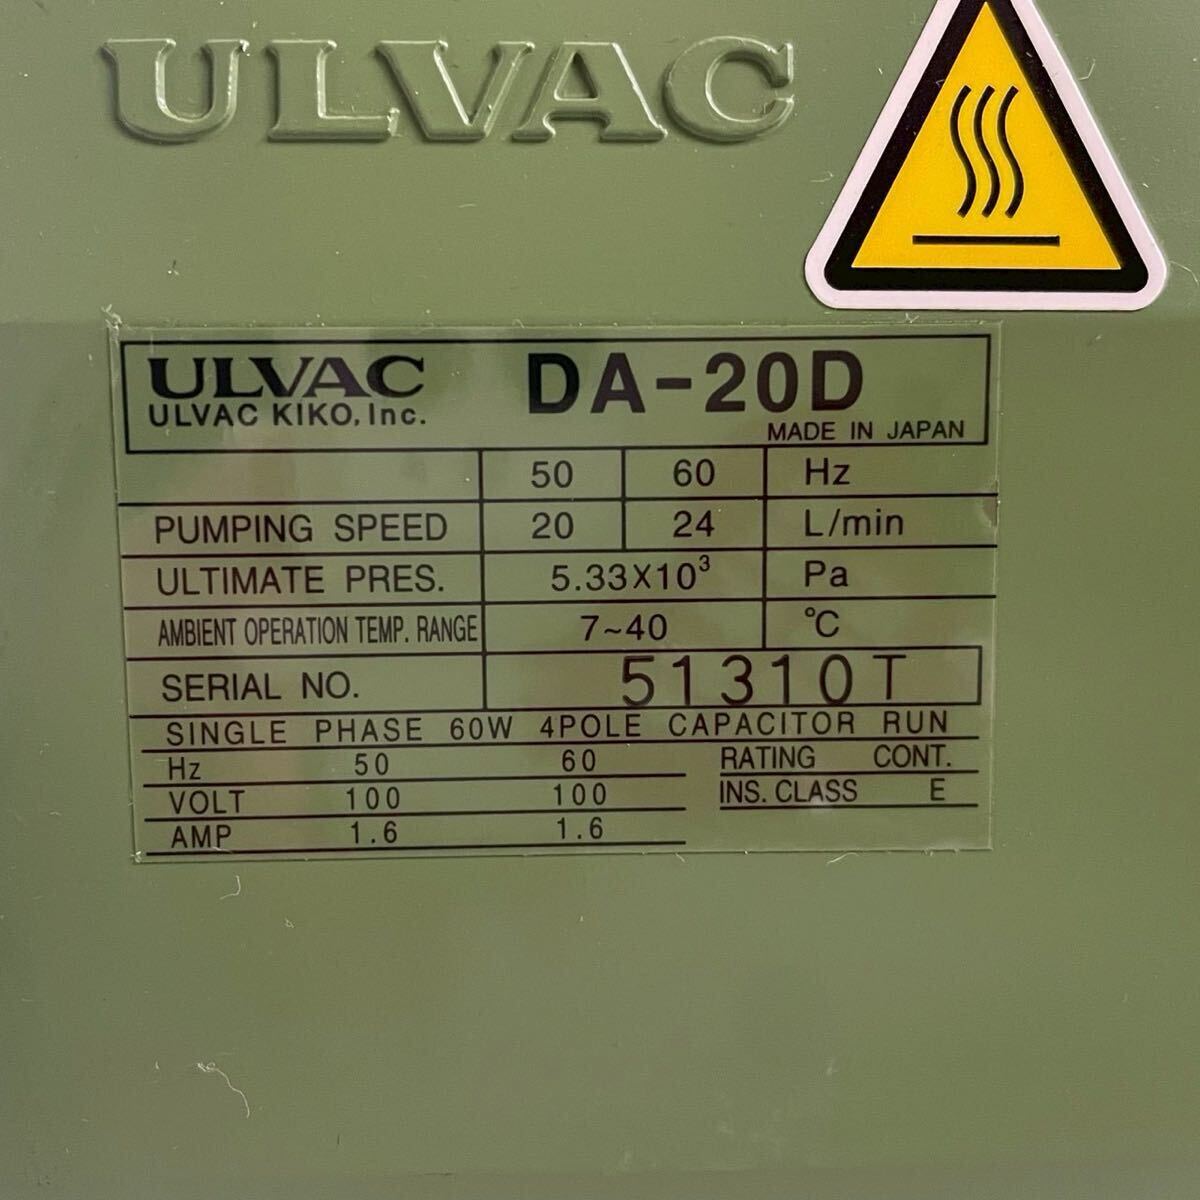 ULVAC
ULVAC DA-20D
ULVAC KIKO, Inc.
MADE IN JAPAN
50 60 Hz
PUMPING SPEED 20 24 L/min
ULTIMATE PRES. 5.33X10³ Pa
AMBIENT OPERATION TEMP. RANGE 7~40 °C
SERIAL NO. 51310T
SINGLE PHASE 60W 4POLE CAPACITOR RUN
Hz 50 60 RATING CONT.
VOLT 100 100 INS. CLASS E
AMP 1.6 1.6